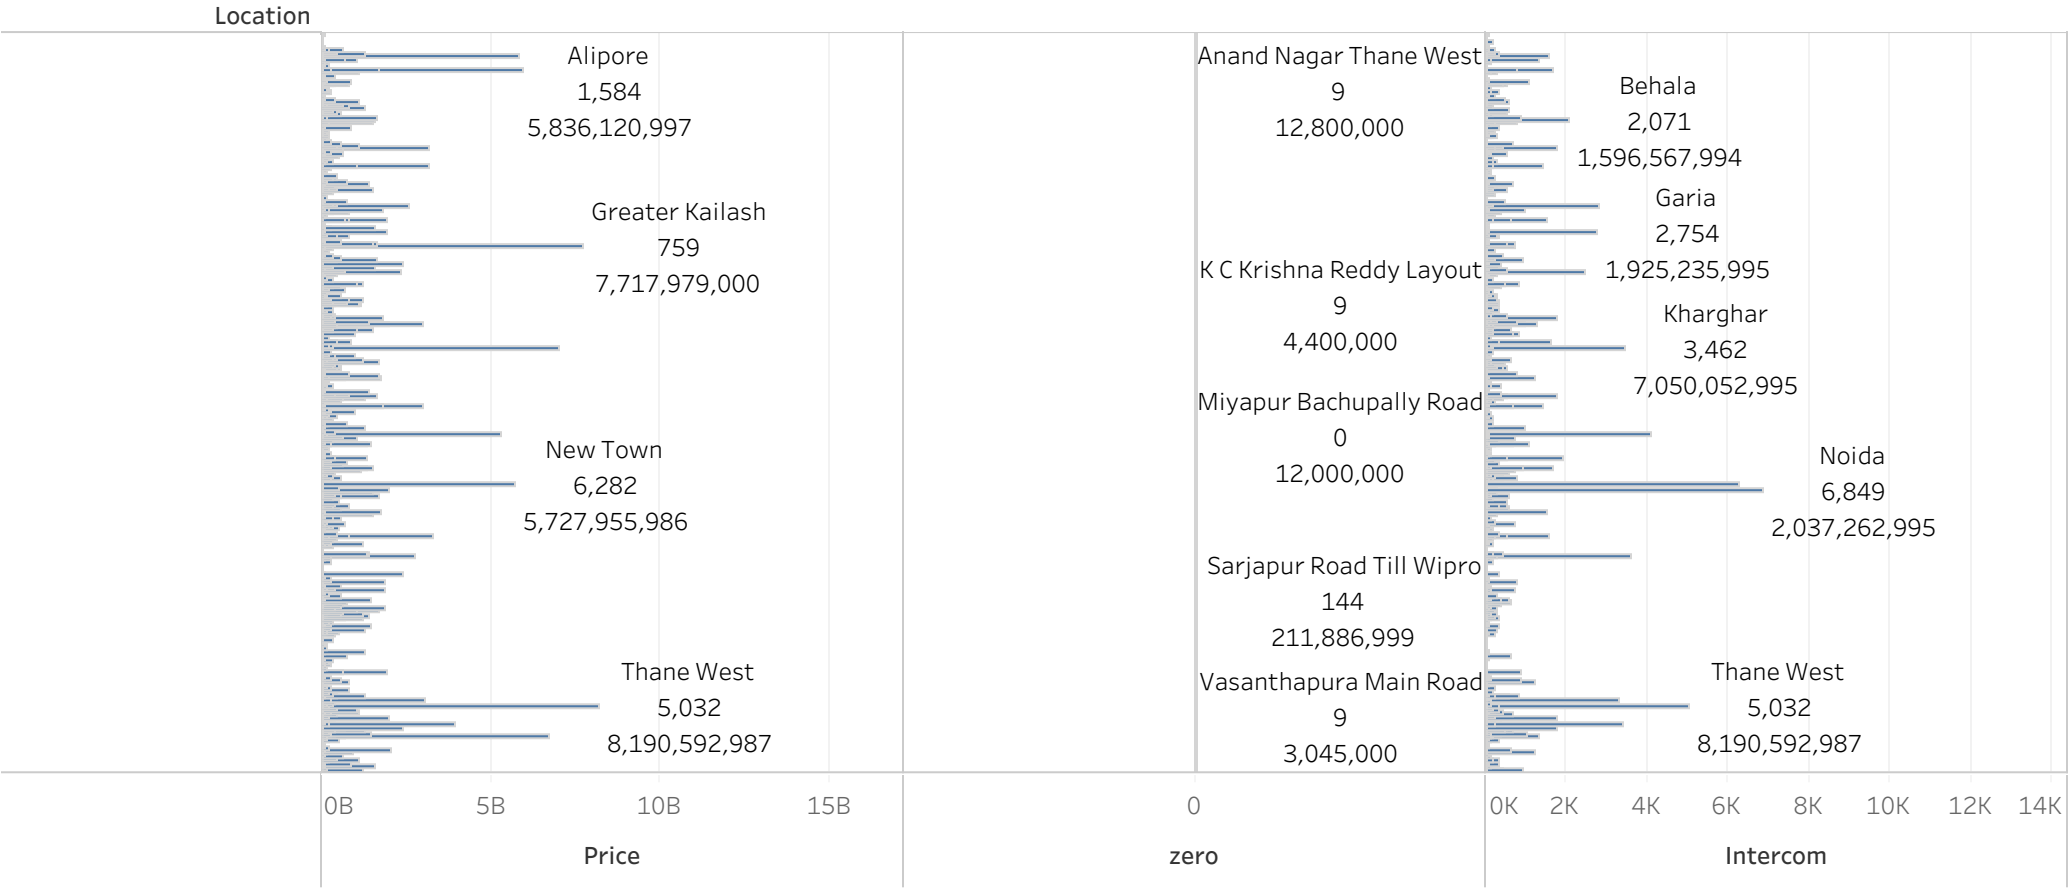 Location
Alipore
1,584
5,836,120,997
Greater Kailash
759
7,717,979,000
New Town
6,282
5,727,955,986
Thane West
5,032
8,190,592,987
Anand Nagar Thane West
9
12,800,000
K C Krishna Reddy Layout
9
4,400,000
Miyapur Bachupally Road
0
12,000,000
Sarjapur Road Till Wipro
144
211,886,999
Vasanthapura Main Road
9
3,045,000
Behala
2,071
1,596,567,994
Garia
2,754
1,925,235,995
Kharghar
3,462
7,050,052,995
Noida
6,849
2,037,262,995
Thane West
5,032
8,190,592,987
0B 5B 10B 15B
0
0K 2K 4K 6K 8K 10K 12K 14K
Price
zero
Intercom